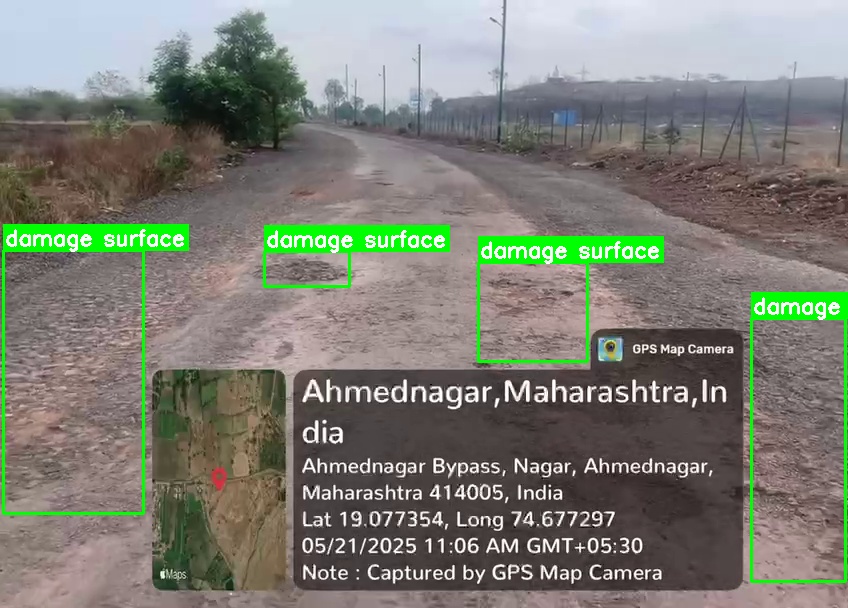 damage surface
damage surface
damage surface
damage
GPS Map Camera
Ahmednagar,Maharashtra,In
dia
Ahmednagar Bypass, Nagar, Ahmednagar,
Maharashtra 414005, India
Lat 19.077354, Long 74.677297
05/21/2025 11:06 AM GMT+05:30
Note : Captured by GPS Map Camera
Maps